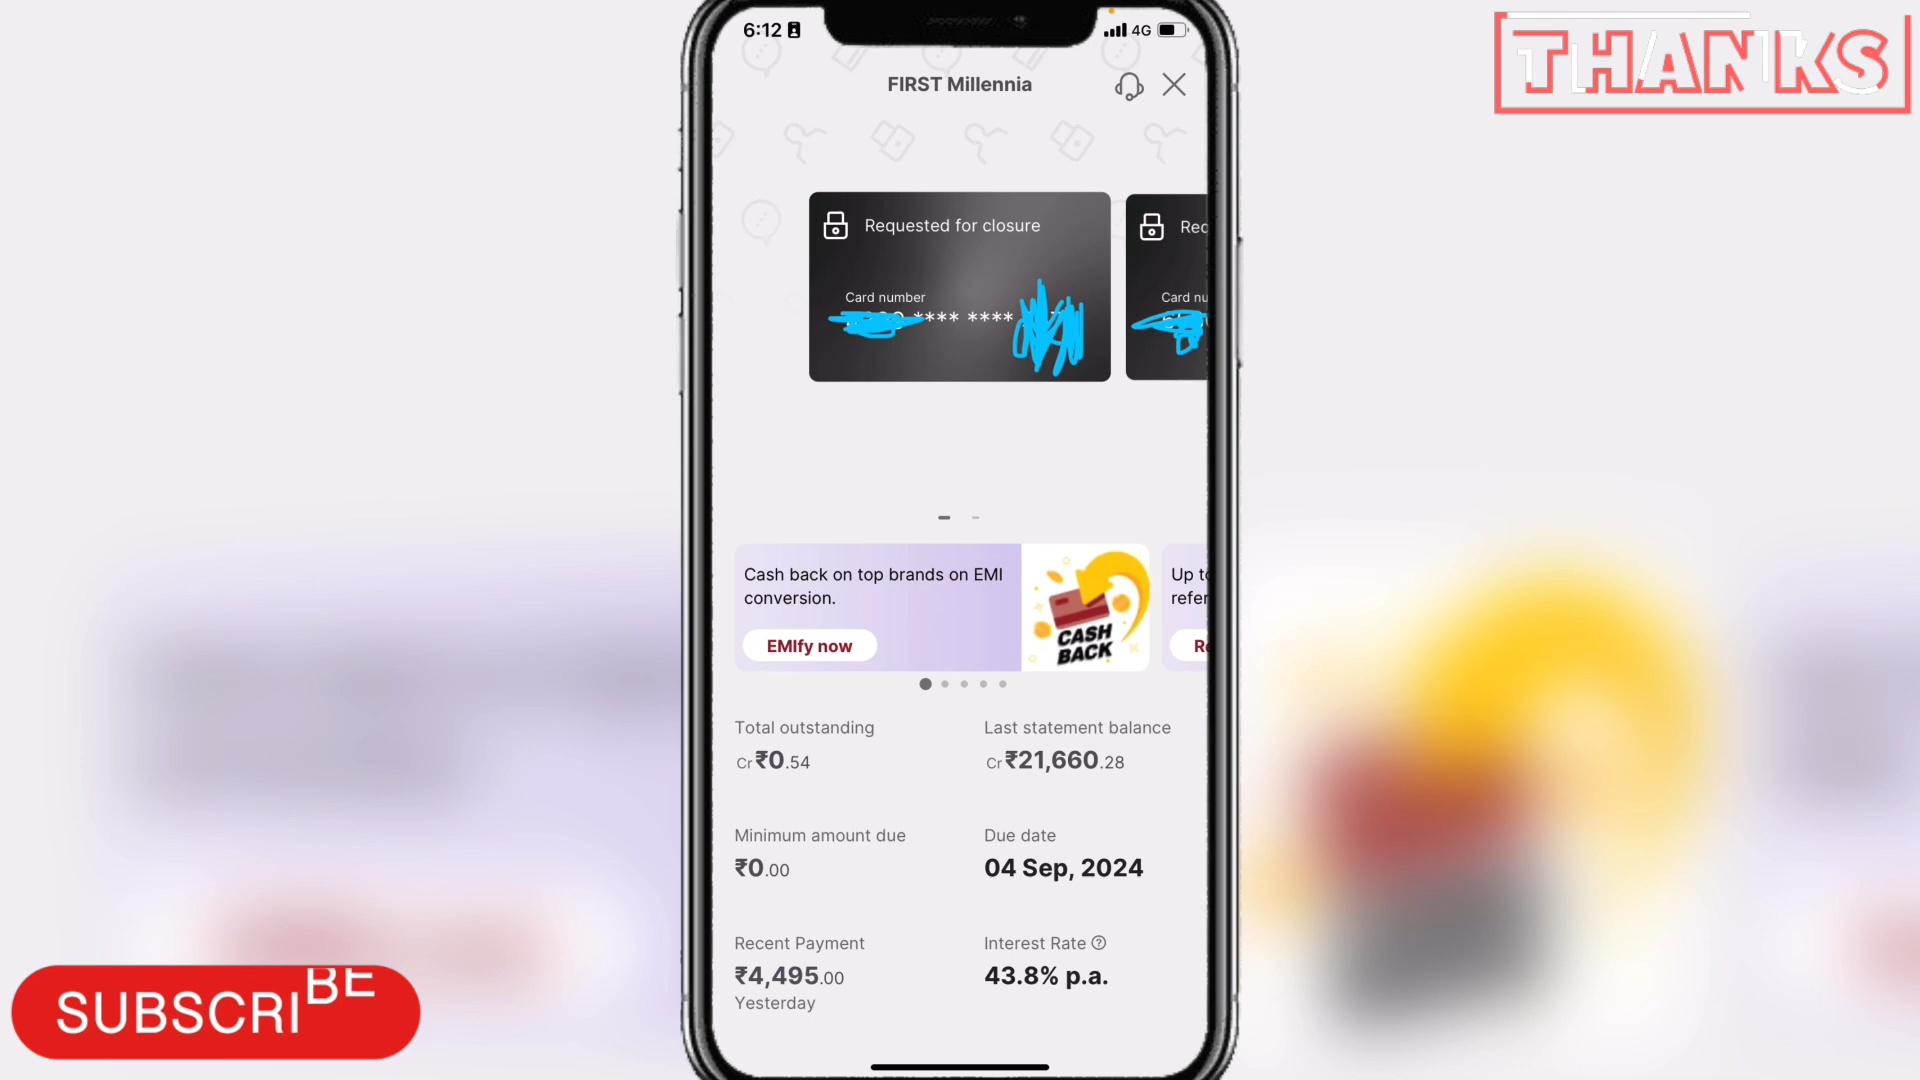 6:12
4G
THANKS
FIRST Millennia
Requested for closure
Card number
**** ****
Rec
Card nu
Cash back on top brands on EMI
conversion.
EMIfy now
CASH
BACK
Up to
refer
Re
Total outstanding
Cr ₹0.54
Last statement balance
Cr ₹21,660.28
Minimum amount due
₹0.00
Due date
04 Sep, 2024
Recent Payment
₹4,495.00
Yesterday
Interest Rate ?
43.8% p.a.
SUBSCRIBE